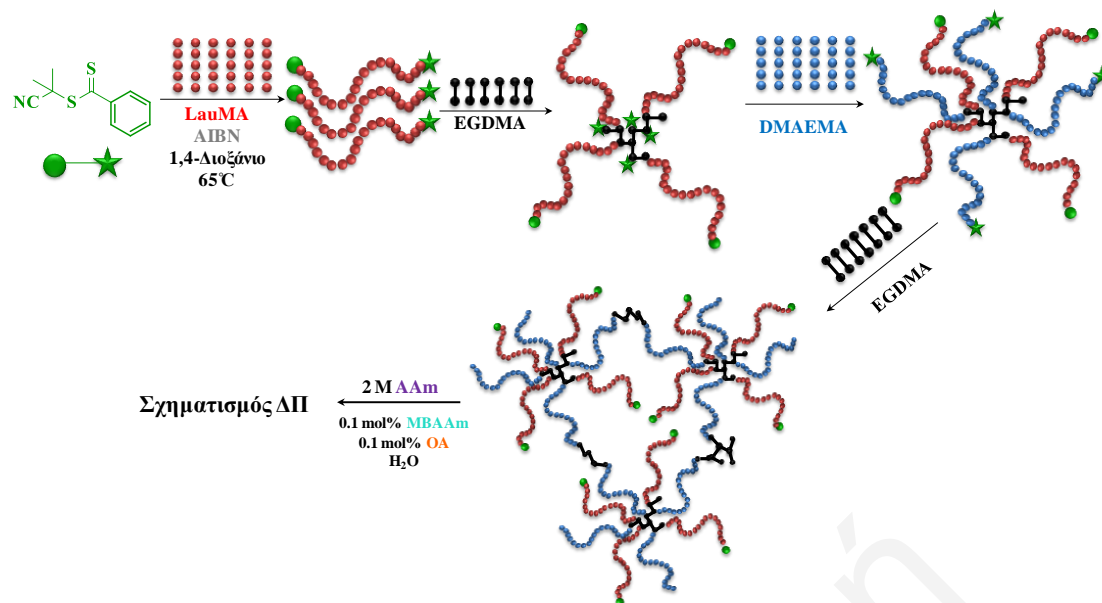 S
NC
S
LauMA
AIBN
1,4-Διοξάνιο
65℃
EGDMA
DMAEMA
EGDMA
2 M AAm
0.1 mol% MBAAm
0.1 mol% OA
H₂O
Σχηματισμός ΔΠ